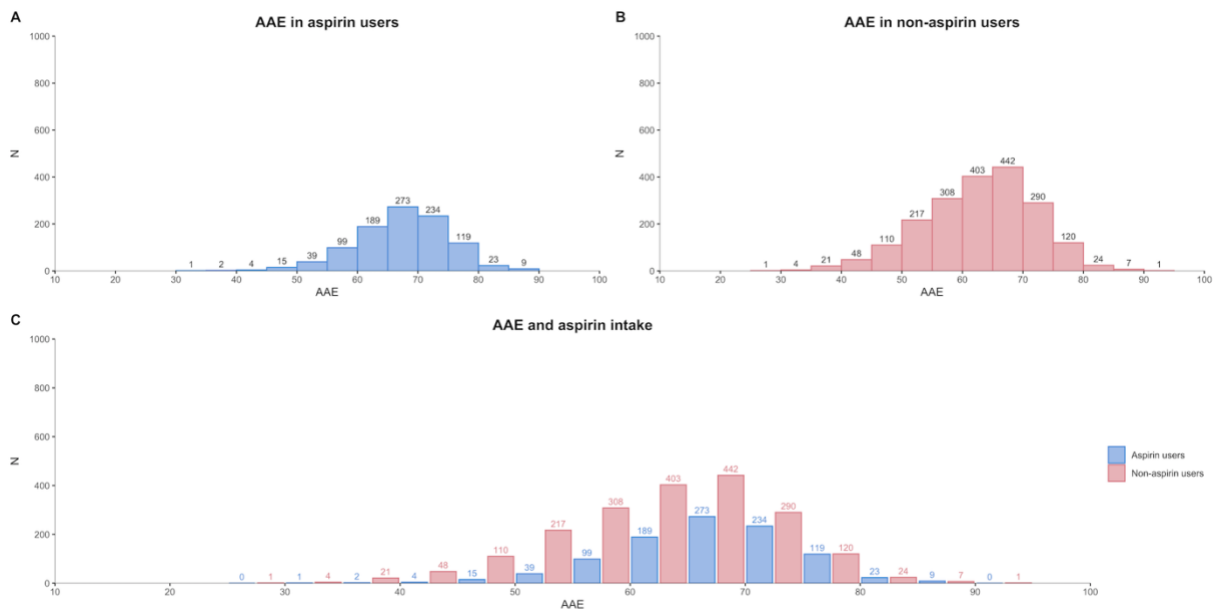 A
AAE in aspirin users
1000
800
600
400
200
0
N
1 2 4 15 39 99 189 273 234 119 23 9
10 20 30 40 50 60 70 80 90 100
AAE
B
AAE in non-aspirin users
1000
800
600
400
200
0
N
1 4 21 48 110 217 308 403 442 290 120 24 7 1
10 20 30 40 50 60 70 80 90 100
AAE
C
AAE and aspirin intake
1000
800
600
400
200
0
N
0 1 1 4 2 21 4 48 15 110 39 217 99 308 189 403 273 442 234 290 119 120 23 24 9 7 0 1
10 20 30 40 50 60 70 80 90 100
AAE
Aspirin users
Non-aspirin users